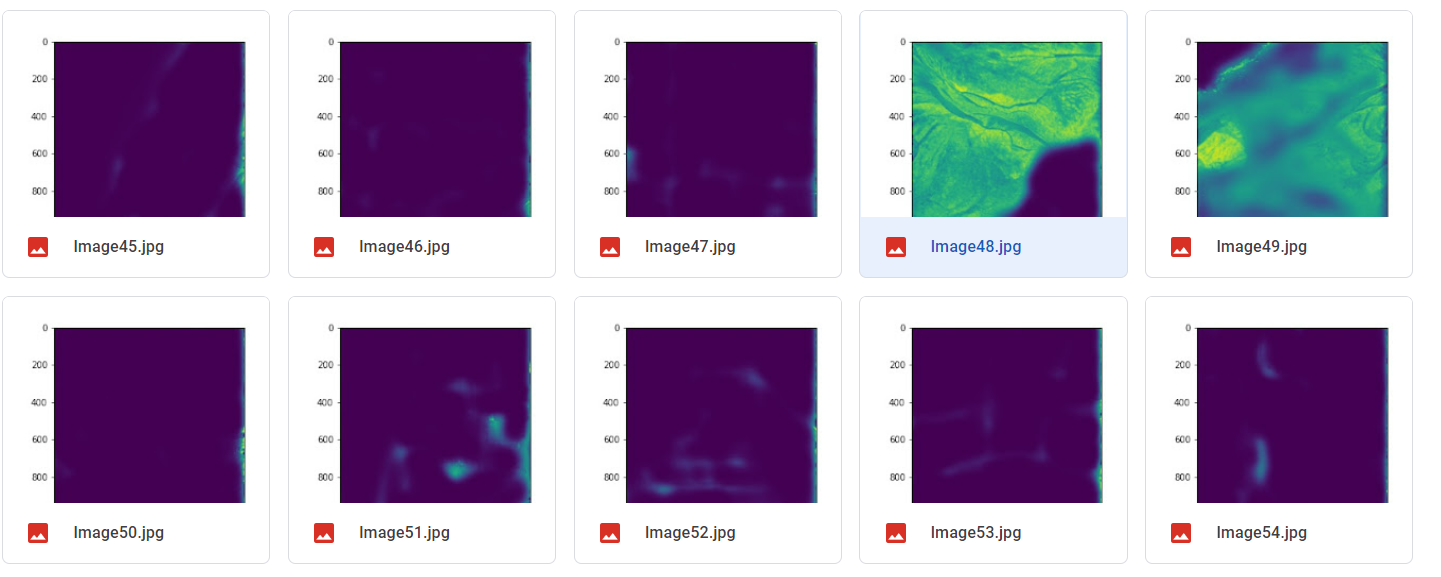 0 0 0 0 0
200 200 200 200 200
400 400 400 400 400
600 600 600 600 600
800 800 800 800 800
Image45.jpg Image46.jpg Image47.jpg Image48.jpg Image49.jpg
0 0 0 0 0
200 200 200 200 200
400 400 400 400 400
600 600 600 600 600
800 800 800 800 800
Image50.jpg Image51.jpg Image52.jpg Image53.jpg Image54.jpg